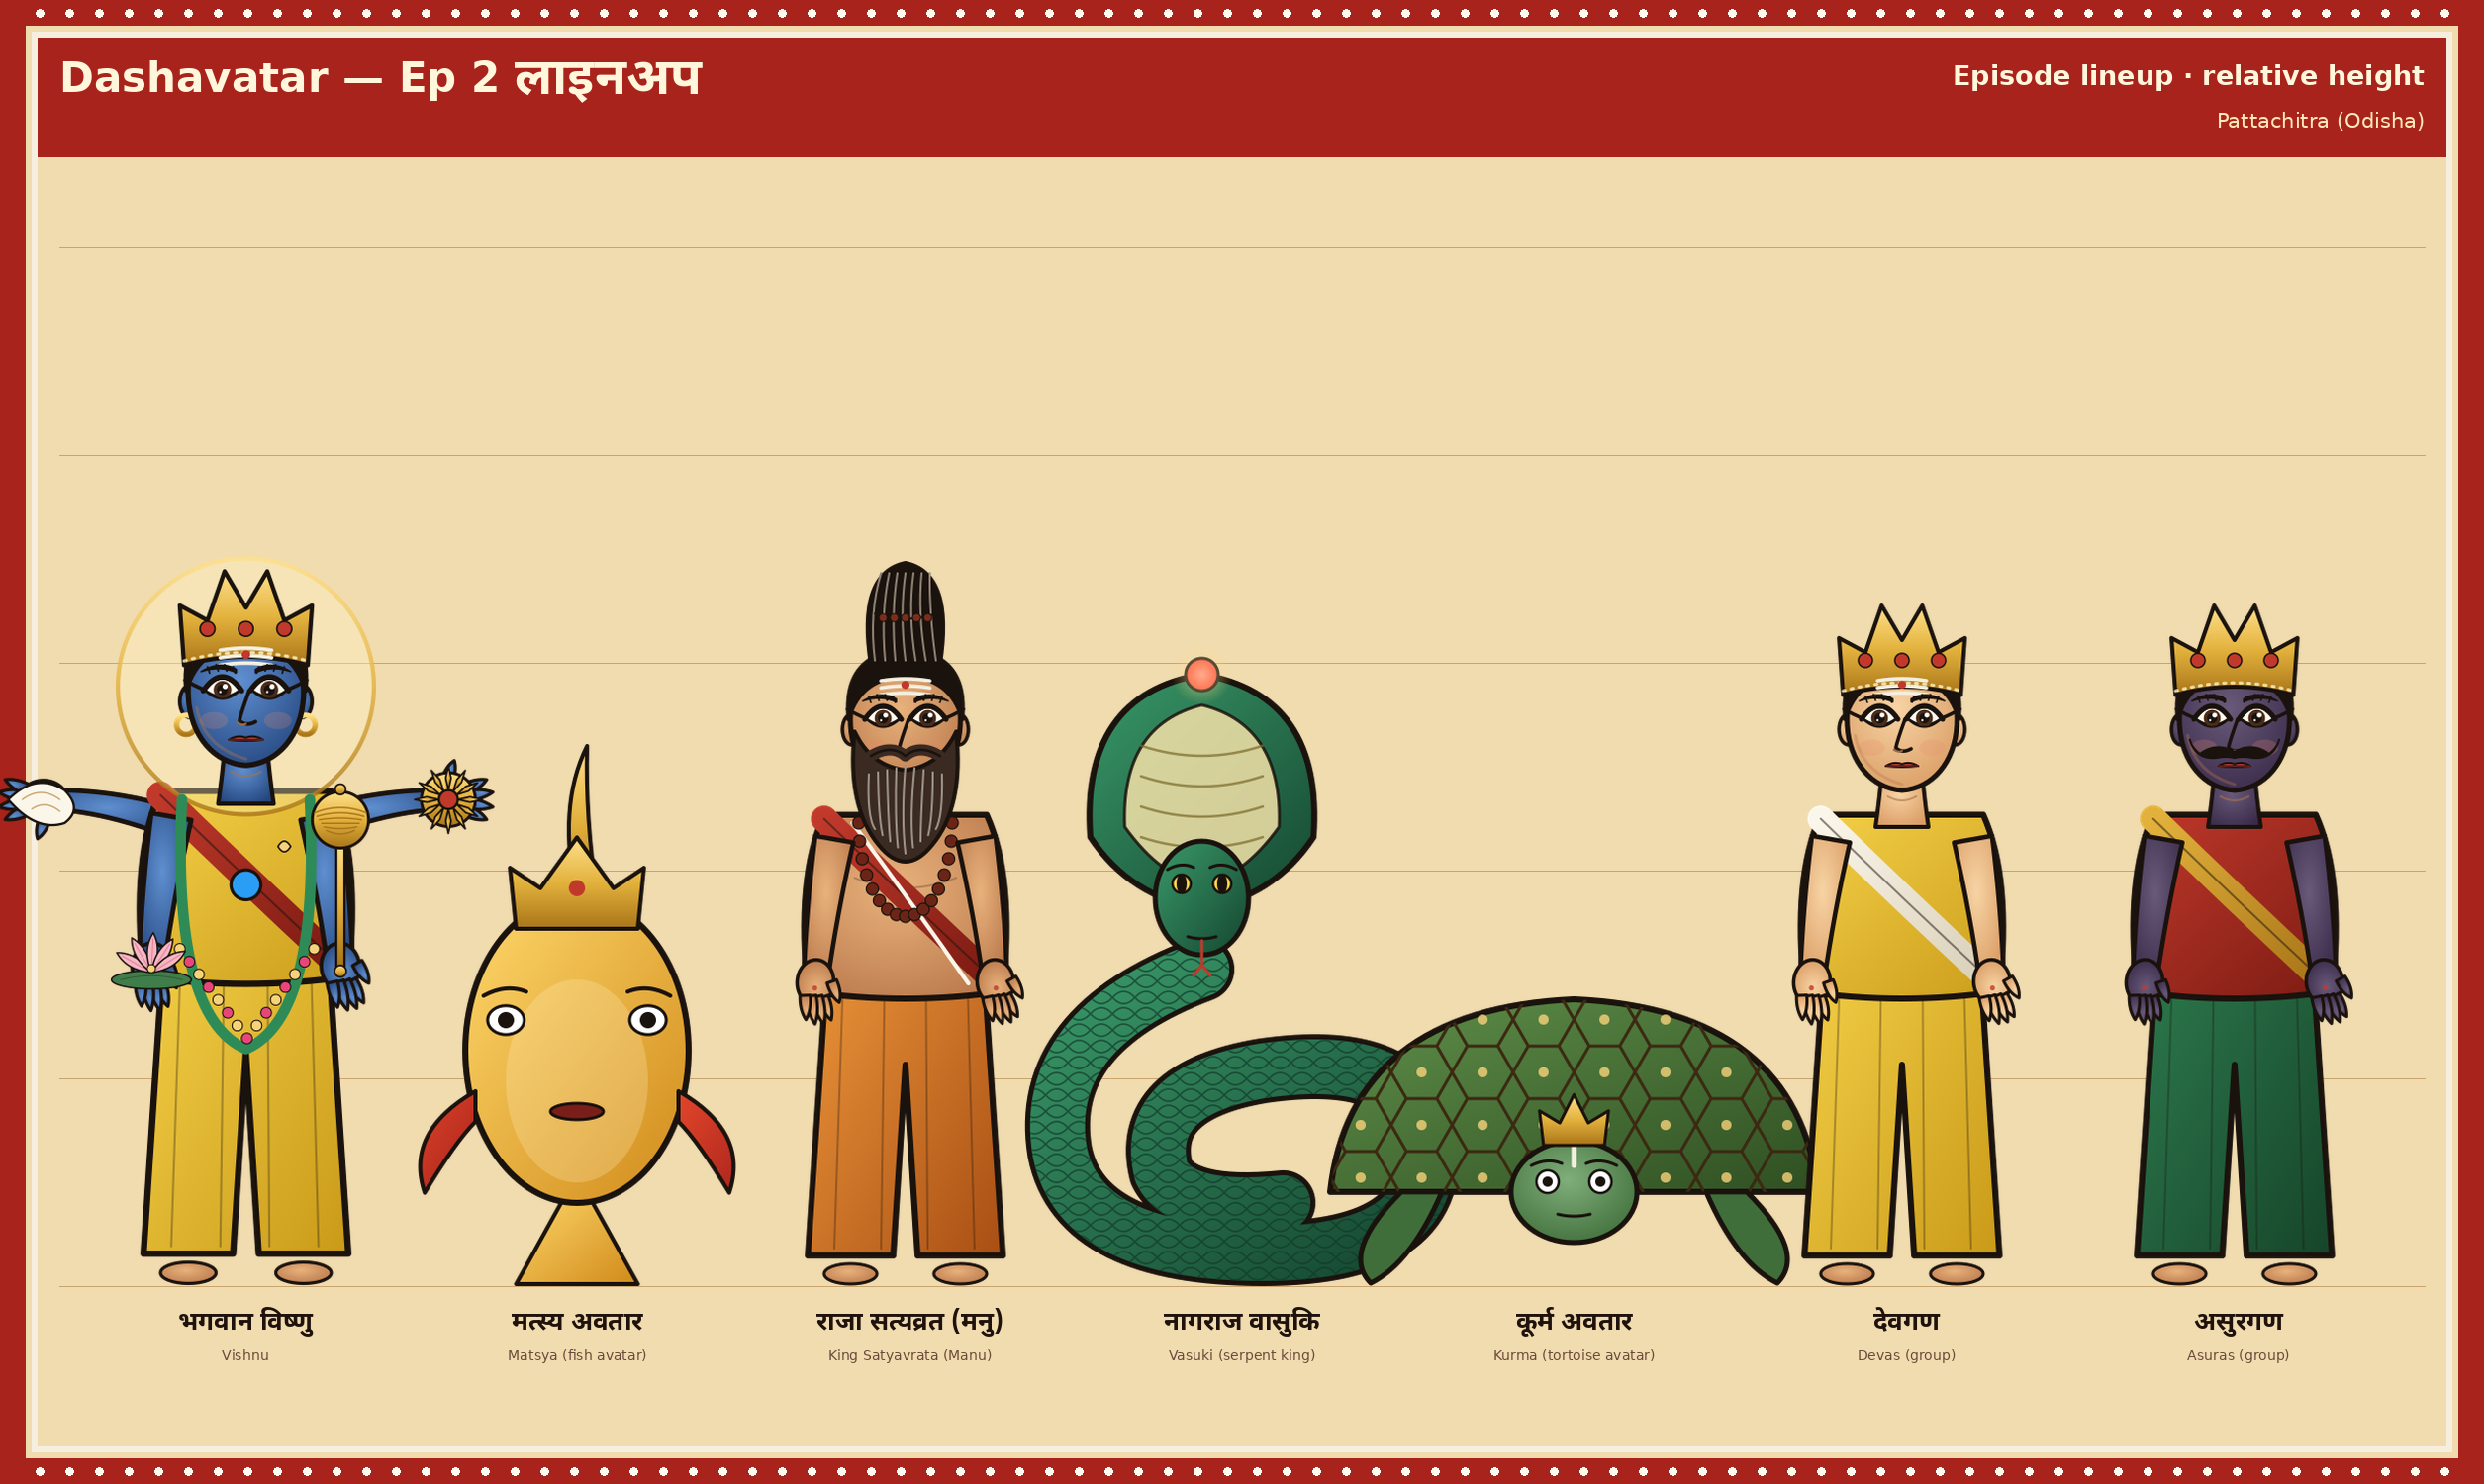 Dashavatar — Ep 2 लाइनअप
Episode lineup · relative height
Pattachitra (Odisha)
भगवान विष्णु
Vishnu
मत्स्य अवतार
Matsya (fish avatar)
राजा सत्यव्रत (मनु)
King Satyavrata (Manu)
नागराज वासुकि
Vasuki (serpent king)
कूर्म अवतार
Kurma (tortoise avatar)
देवगण
Devas (group)
असुरगण
Asuras (group)